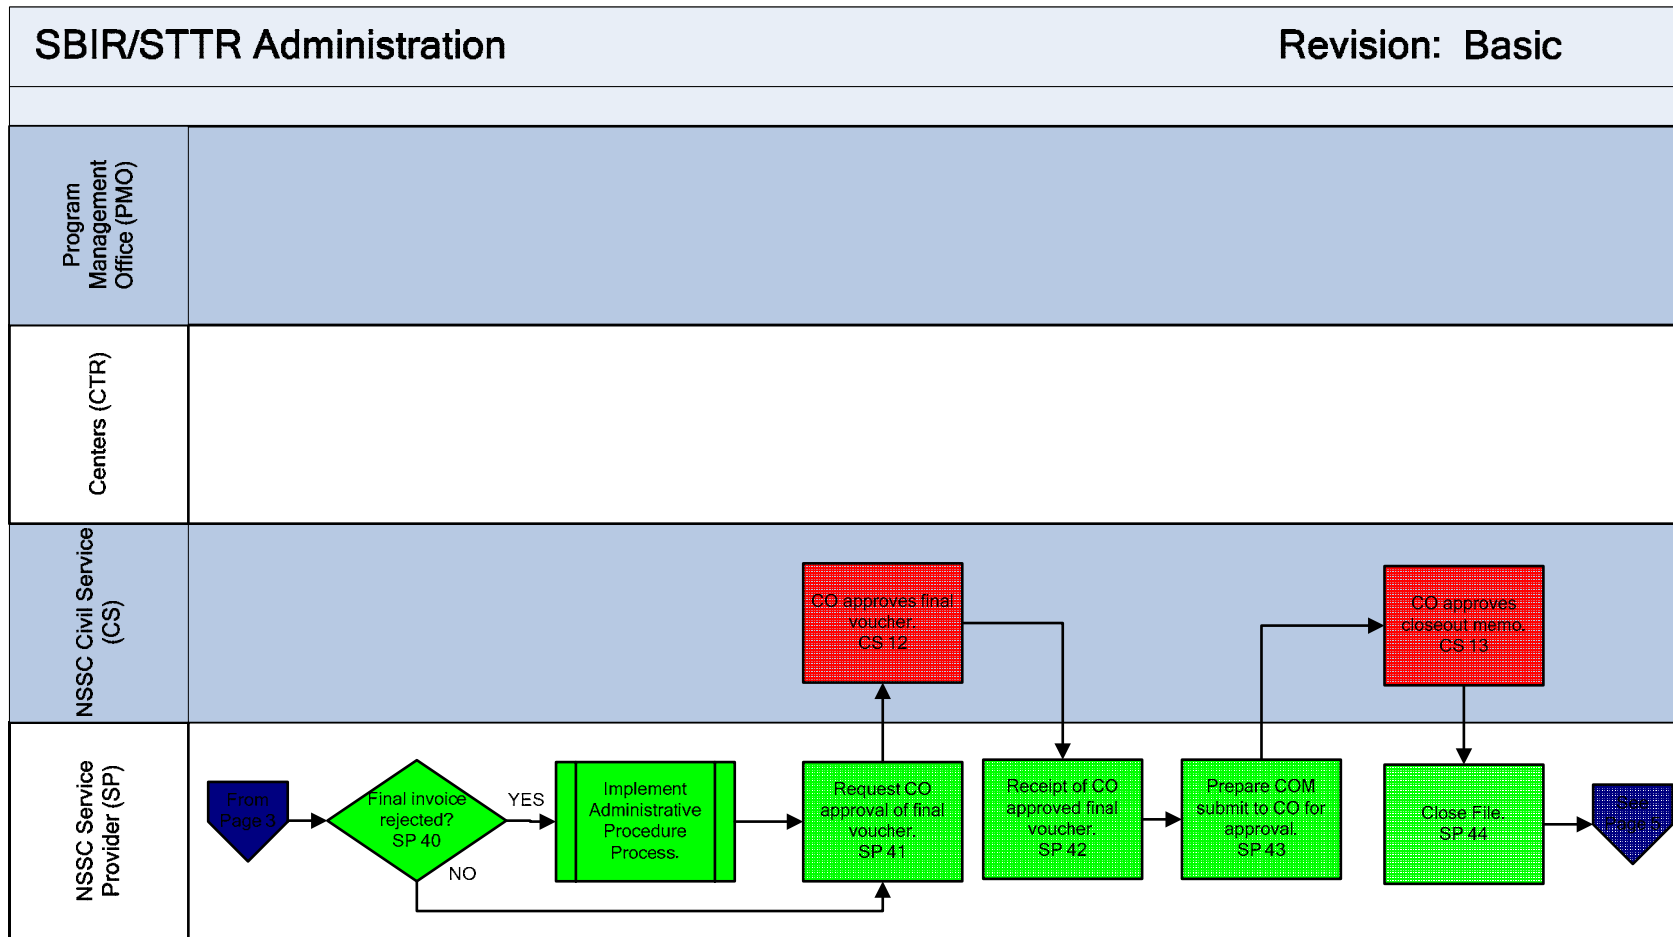 SBIR/STTR Administration
Revision: Basic
Program
Management
Office (PMO)
Centers (CTR)
NSSC Civil Service
(CS)
CO approves final
voucher.
CS 12
CO approves
closeout memo.
CS 13
NSSC Service
Provider (SP)
From
Page 3
Final invoice
rejected?
SP 40
YES
NO
Implement
Administrative
Procedure
Process.
Request CO
approval of final
voucher.
SP 41
Receipt of CO
approved final
voucher.
SP 42
Prepare COM
submit to CO for
approval.
SP 43
Close File.
SP 44
See
Page